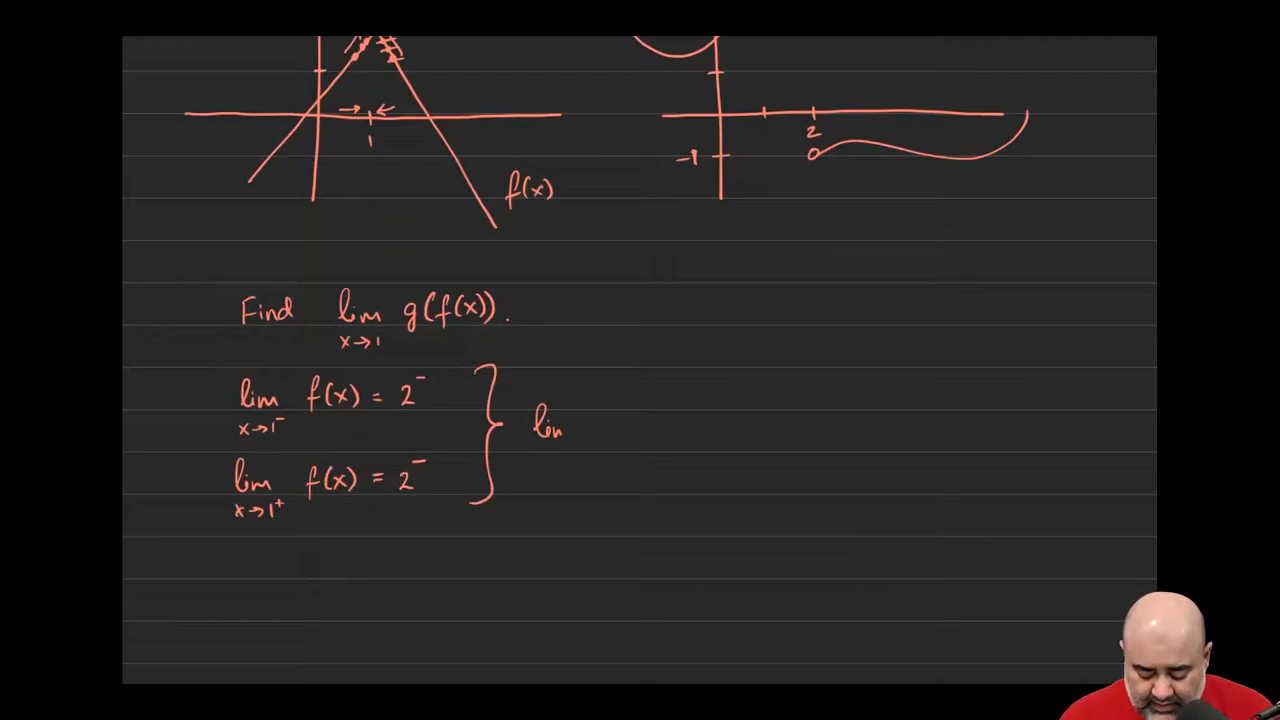 1
f(x)
2
-1
Find lim g(f(x)).
x→1
lim f(x) = 2⁻
x→1⁻
lim
lim f(x) = 2⁻
x→1⁺